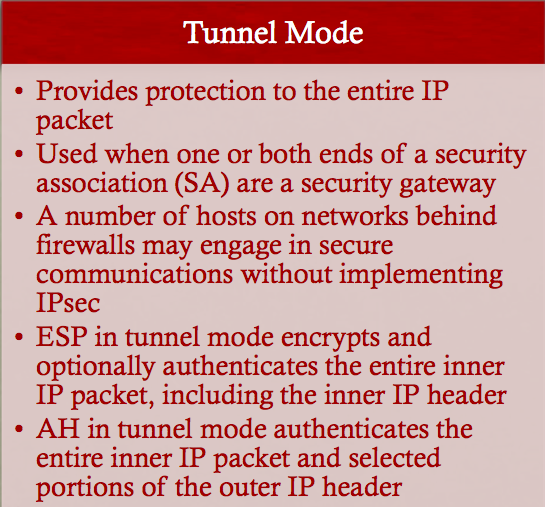 Tunnel Mode
• Provides protection to the entire IP
packet
• Used when one or both ends of a security
association (SA) are a security gateway
• A number of hosts on networks behind
firewalls may engage in secure
communications without implementing
IPsec
• ESP in tunnel mode encrypts and
optionally authenticates the entire inner
IP packet, including the inner IP header
• AH in tunnel mode authenticates the
entire inner IP packet and selected
portions of the outer IP header